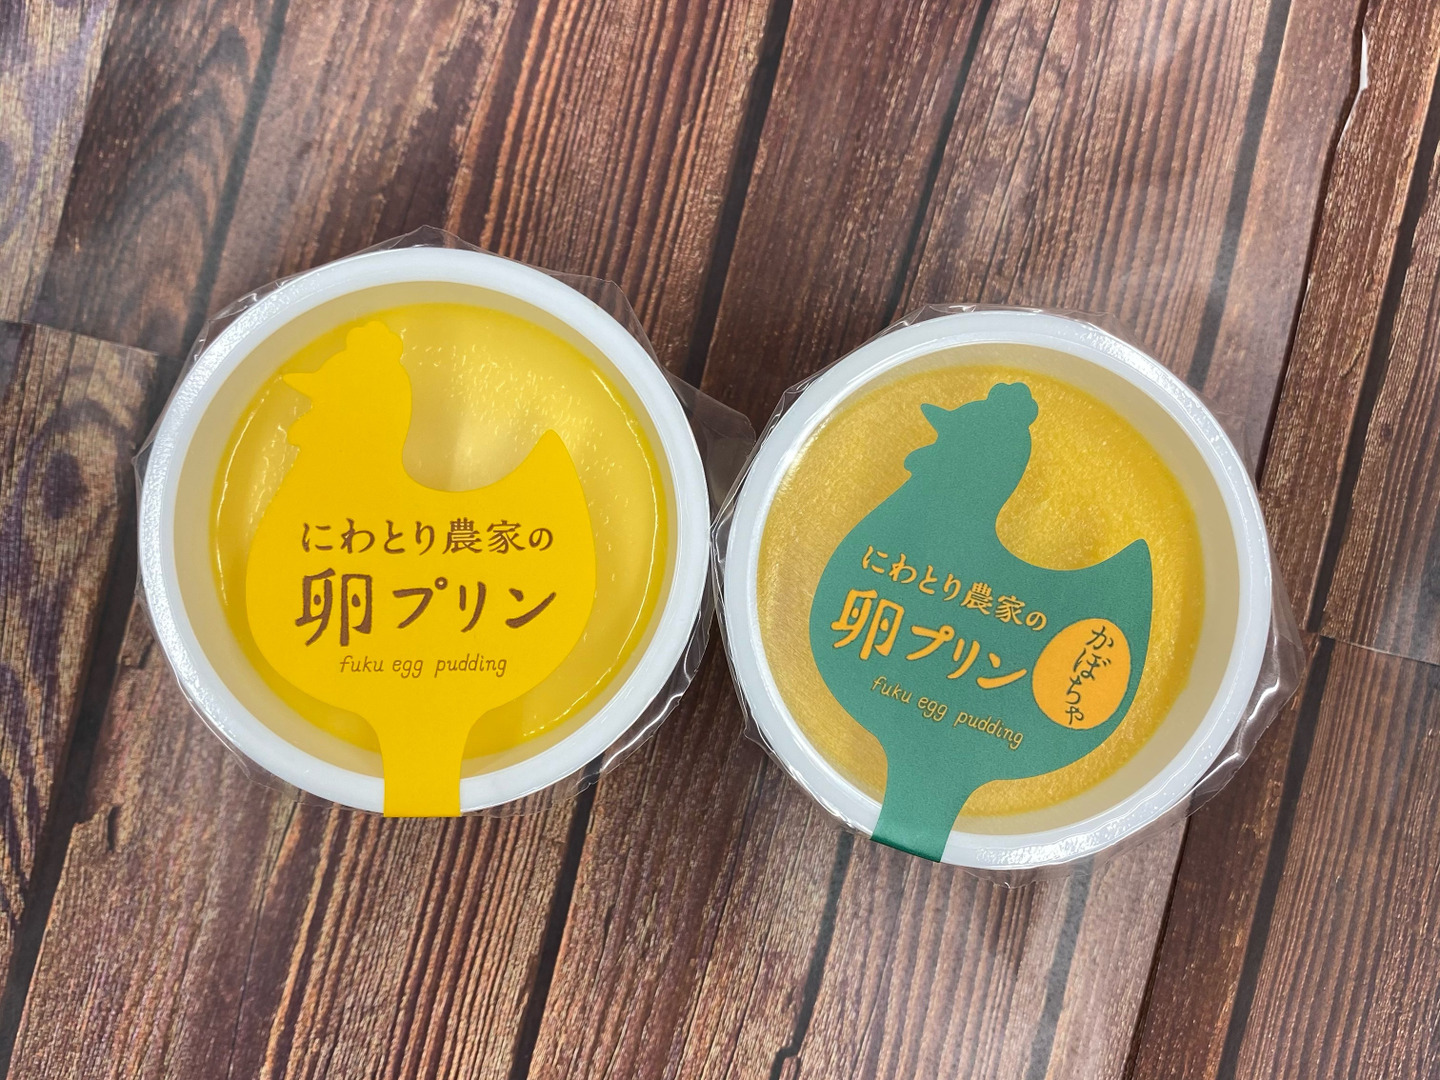 にわとり農家の
卵プリン
fuku egg pudding
にわとり農家の
卵プリン
かぼちゃ
fuku egg pudding